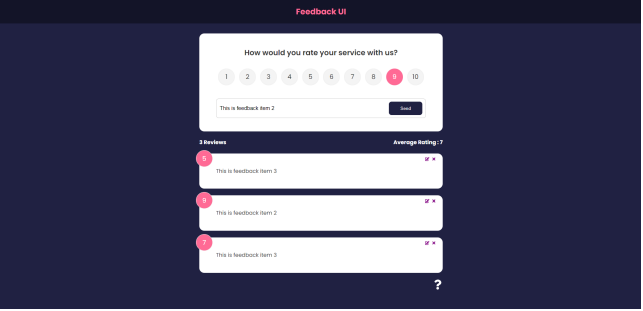 Feedback UI
How would you rate your service with us?
1 2 3 4 5 6 7 8 9 10
This is feedback item 2 Send
3 Reviews Average Rating : 7
5
This is feedback item 3
9
This is feedback item 2
7
This is feedback item 3
?